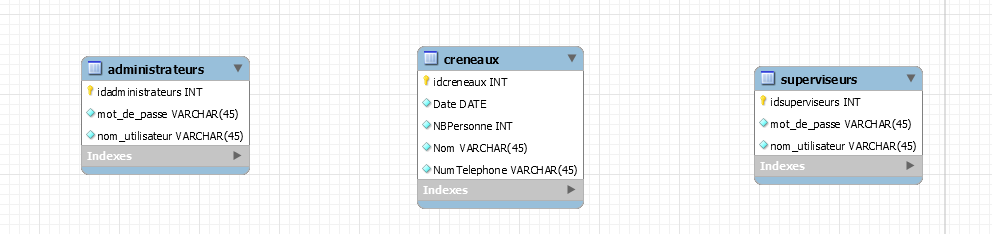 administrateurs
idadministrateurs INT
mot_de_passe VARCHAR(45)
nom_utilisateur VARCHAR(45)
Indexes
creneaux
idcreneaux INT
Date DATE
NBPersonne INT
Nom VARCHAR(45)
NumTelephone VARCHAR(45)
Indexes
superviseurs
idsuperviseurs INT
mot_de_passe VARCHAR(45)
nom_utilisateur VARCHAR(45)
Indexes